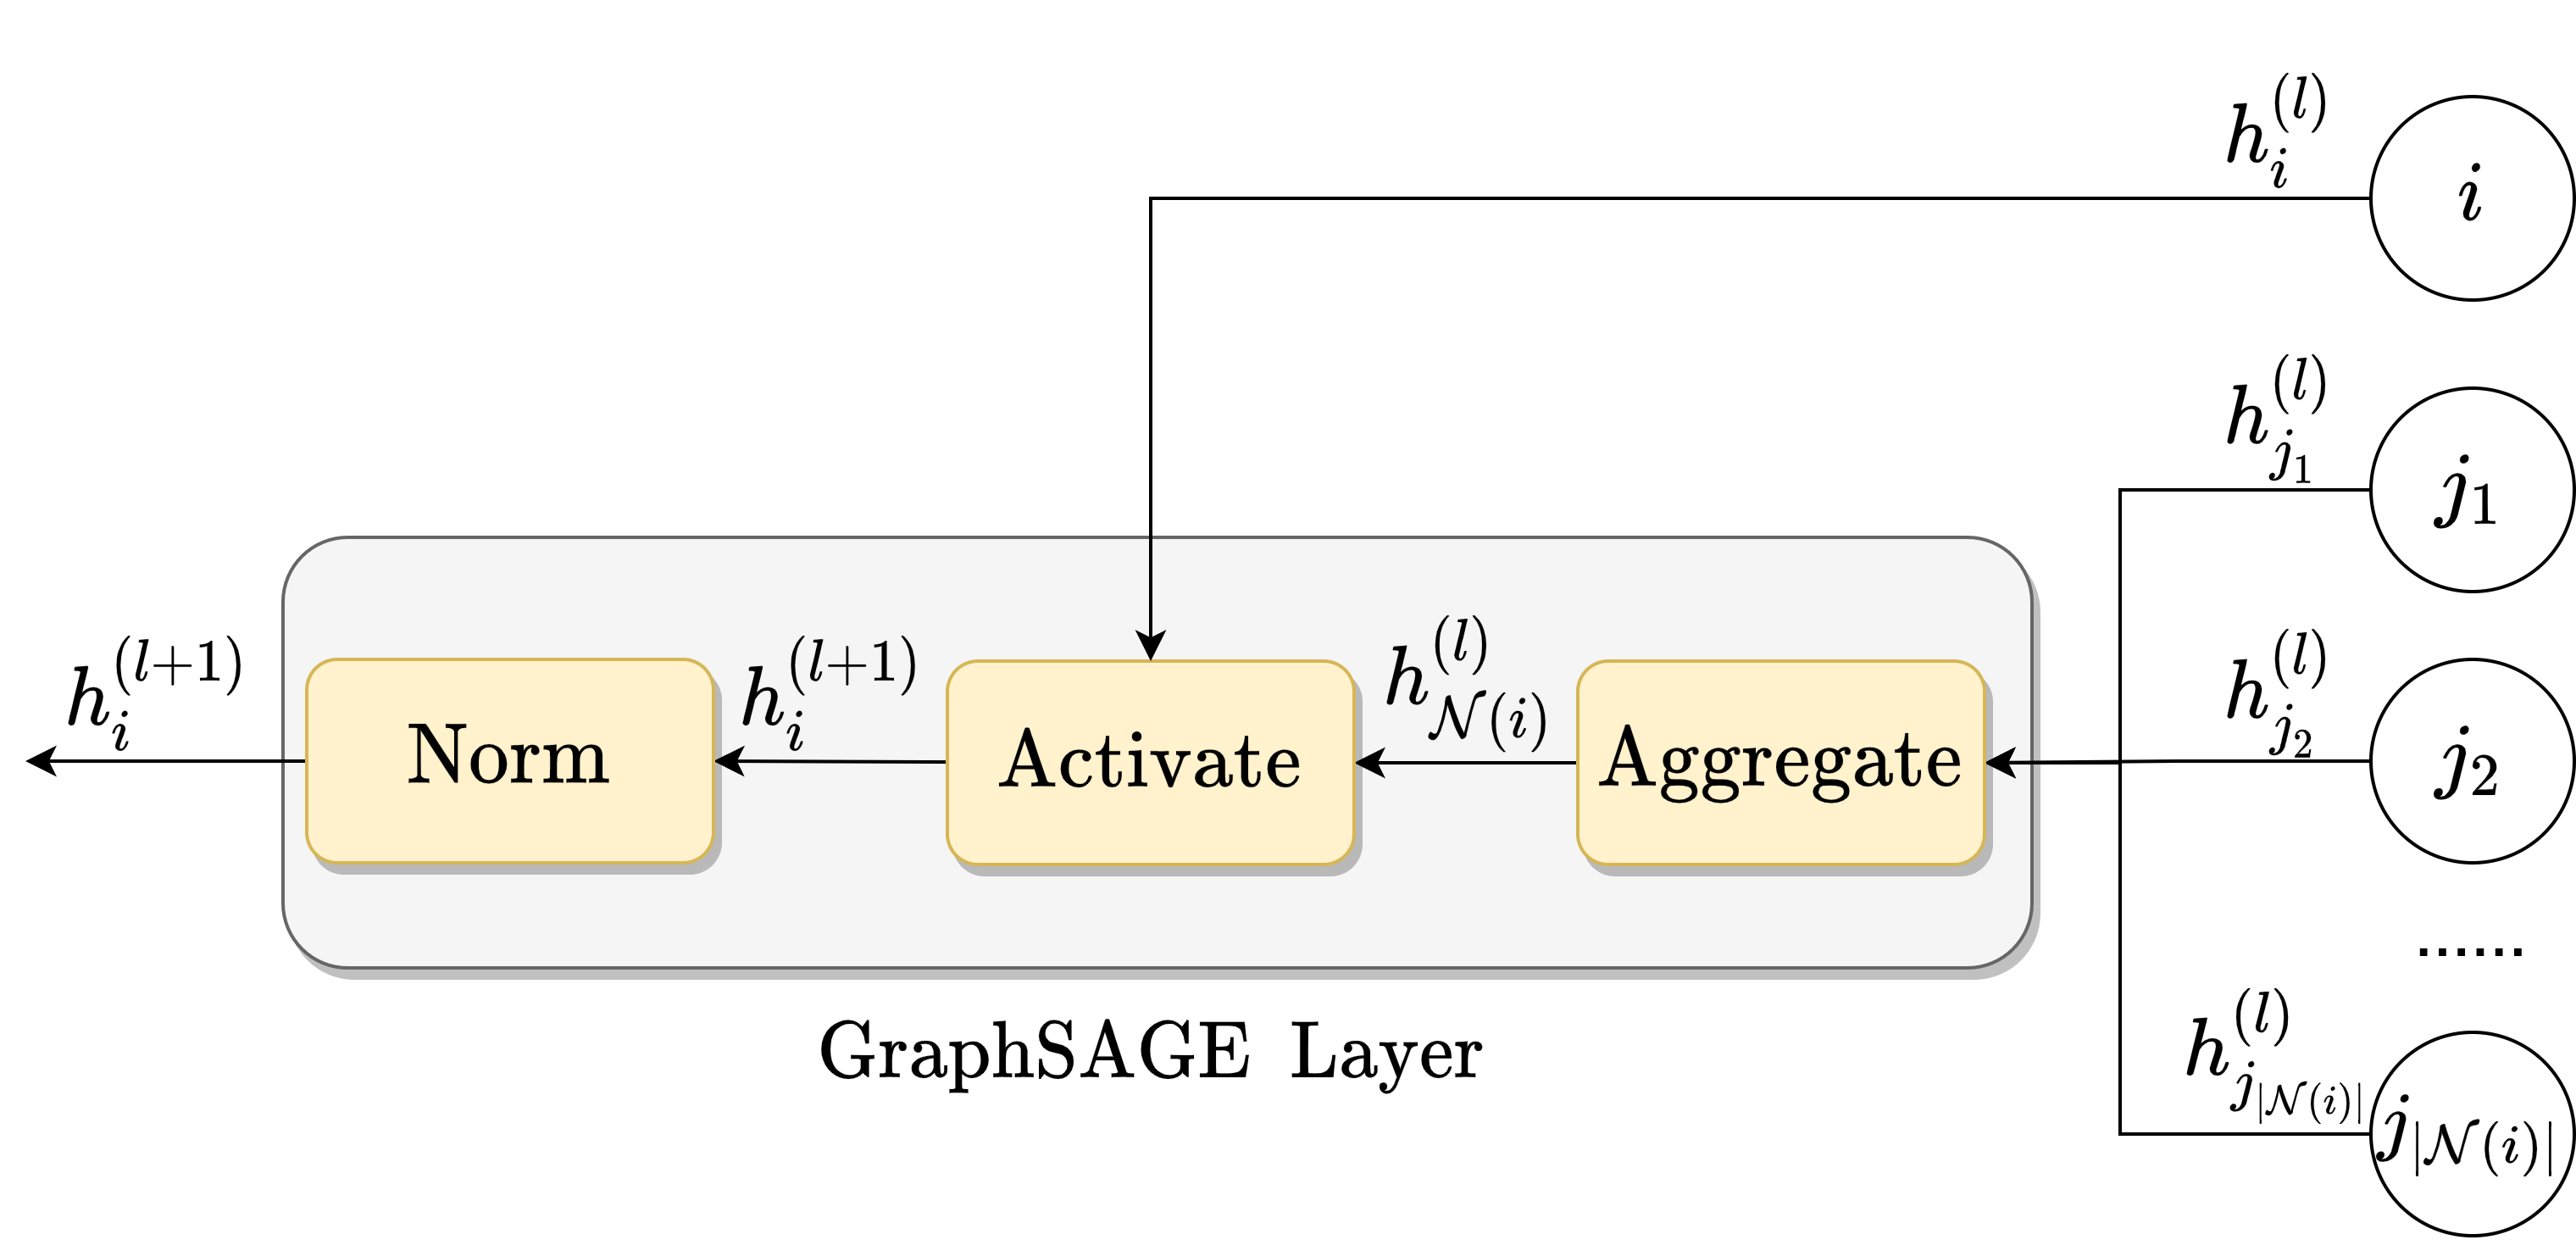 h_i^{(l)}
i
h_{j_1}^{(l)}
j_1
h_i^{(l+1)}
Norm
h_i^{(l+1)}
Activate
h_{\mathcal{N}(i)}^{(l)}
Aggregate
h_{j_2}^{(l)}
j_2
......
GraphSAGE Layer
h_{j_{|\mathcal{N}(i)|}}^{(l)}
j_{|\mathcal{N}(i)|}